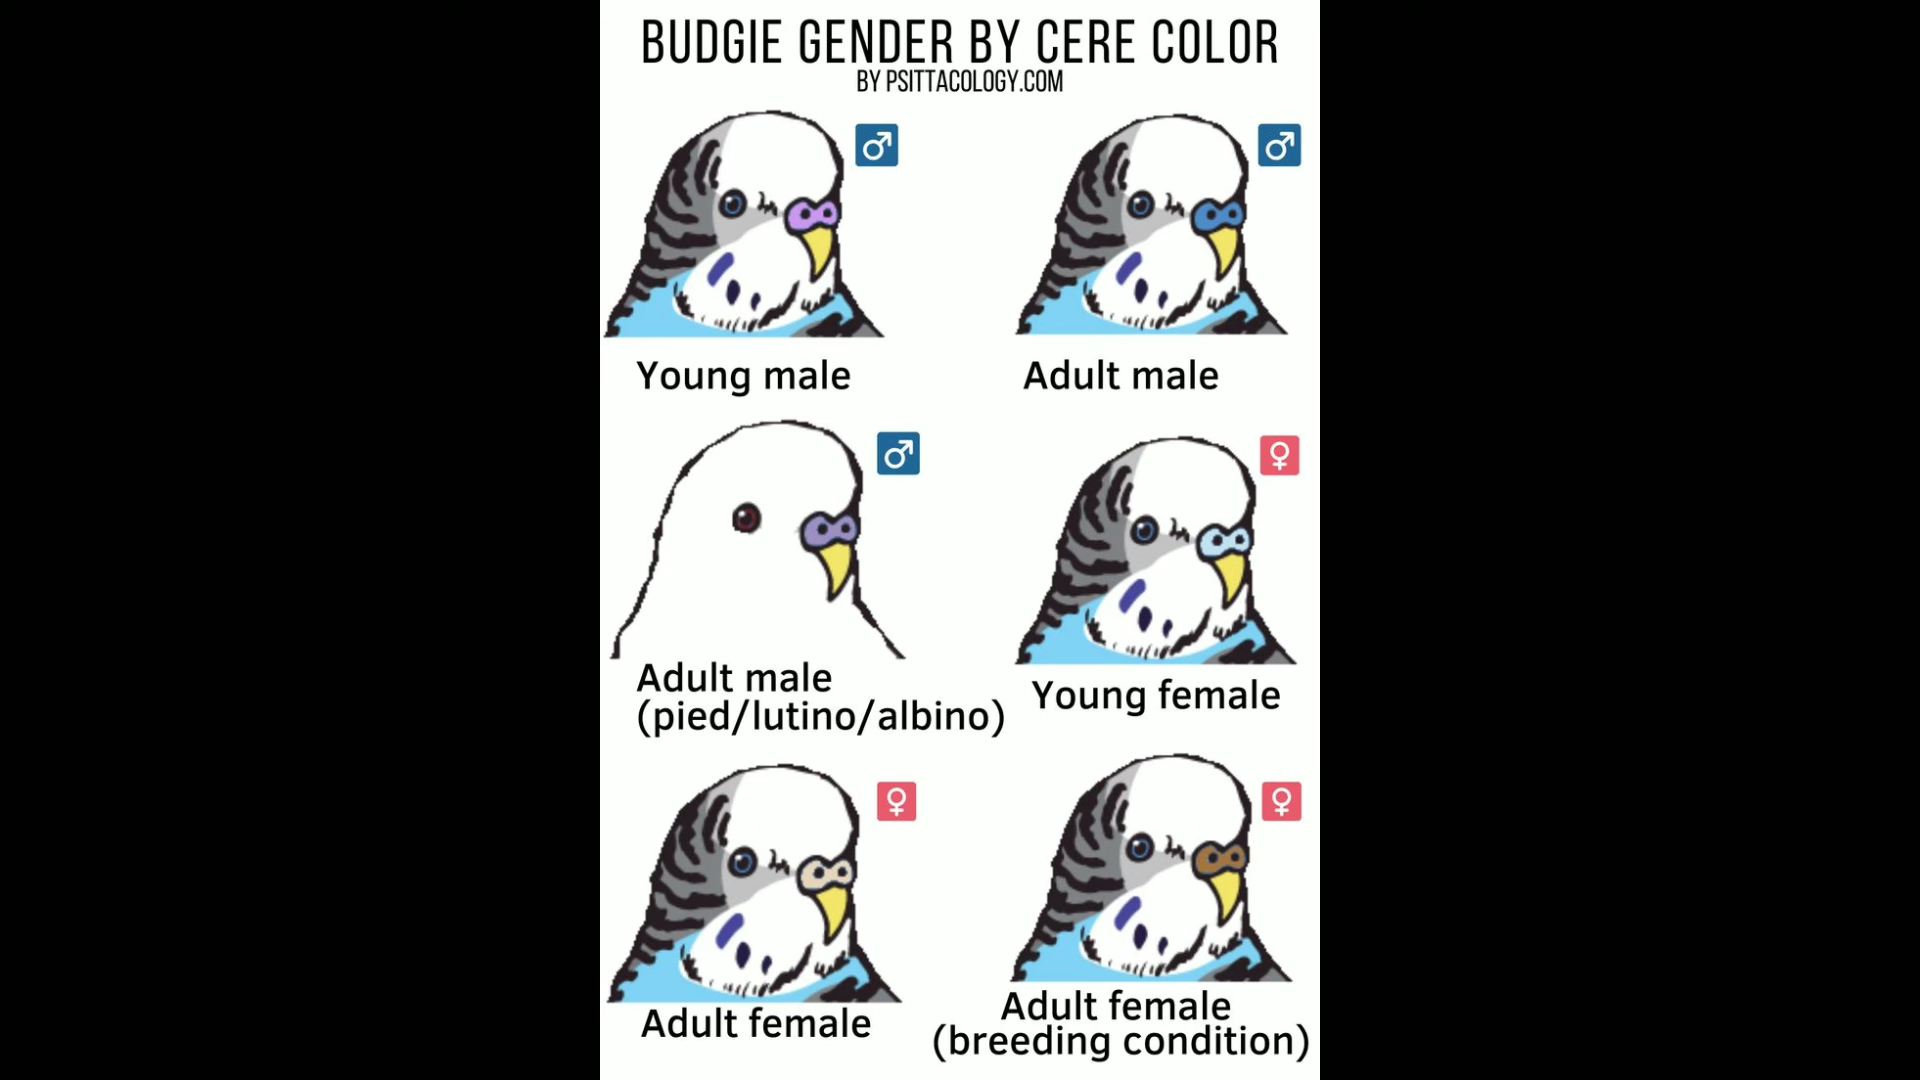 BUDGIE GENDER BY CERE COLOR
BY PSITTACOLOGY.COM
♂
♂
Young male
Adult male
♂
♀
Adult male
(pied/lutino/albino)
Young female
♀
♀
Adult female
Adult female
(breeding condition)